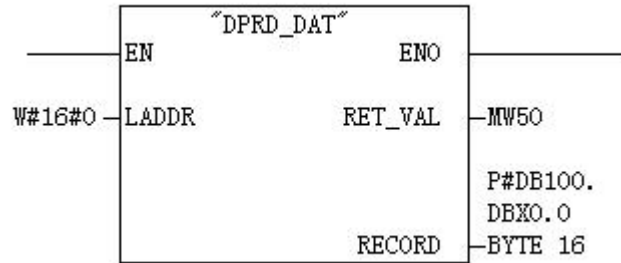 "DPRD_DAT"
EN ENO
W#16#0 LADDR RET_VAL MW50
P#DB100.
DBX0.0
RECORD BYTE 16